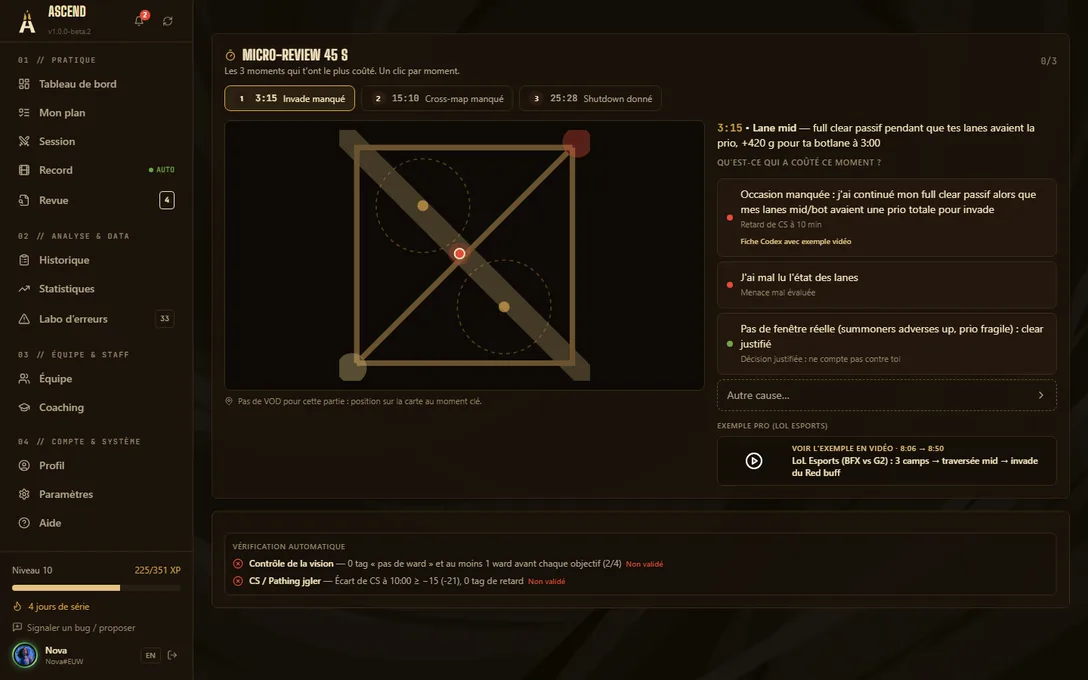 ASCEND
v1.0.0-beta.2
2
01 // PRATIQUE
Tableau de bord
Mon plan
Session
Record
AUTO
Revue
4
02 // ANALYSE & DATA
Historique
Statistiques
Labo d'erreurs
33
03 // ÉQUIPE & STAFF
Équipe
Coaching
04 // COMPTE & SYSTÈME
Profil
Paramètres
Aide
Niveau 10
225/351 XP
4 jours de série
Signaler un bug / proposer
Nova
Nova#EUW
EN
MICRO-REVIEW 45 S
Les 3 moments qui t'ont le plus coûté. Un clic par moment.
0/3
1 3:15 Invade manqué
2 15:10 Cross-map manqué
3 25:28 Shutdown donné
Pas de VOD pour cette partie : position sur la carte au moment clé.
3:15 • Lane mid — full clear passif pendant que tes lanes avaient la
prio, +420 g pour ta botlane à 3:00
QU'EST-CE QUI A COÛTÉ CE MOMENT ?
Occasion manquée : j'ai continué mon full clear passif alors que
mes lanes mid/bot avaient une prio totale pour invade
Retard de CS à 10 min
Fiche Codex avec exemple vidéo
J'ai mal lu l'état des lanes
Menace mal évaluée
Pas de fenêtre réelle (summoners adverses up, prio fragile) : clear
justifié
Décision justifiée : ne compte pas contre toi
Autre cause...
EXEMPLE PRO (LOL ESPORTS)
VOIR L'EXEMPLE EN VIDÉO · 8:06 → 8:50
LoL Esports (BFX vs G2) : 3 camps → traversée mid → invade
du Red buff
VÉRIFICATION AUTOMATIQUE
Contrôle de la vision — 0 tag « pas de ward » et au moins 1 ward avant chaque objectif (2/4) Non validé
CS / Pathing jgler — Écart de CS à 10:00 ≥ −15 (-21), 0 tag de retard Non validé